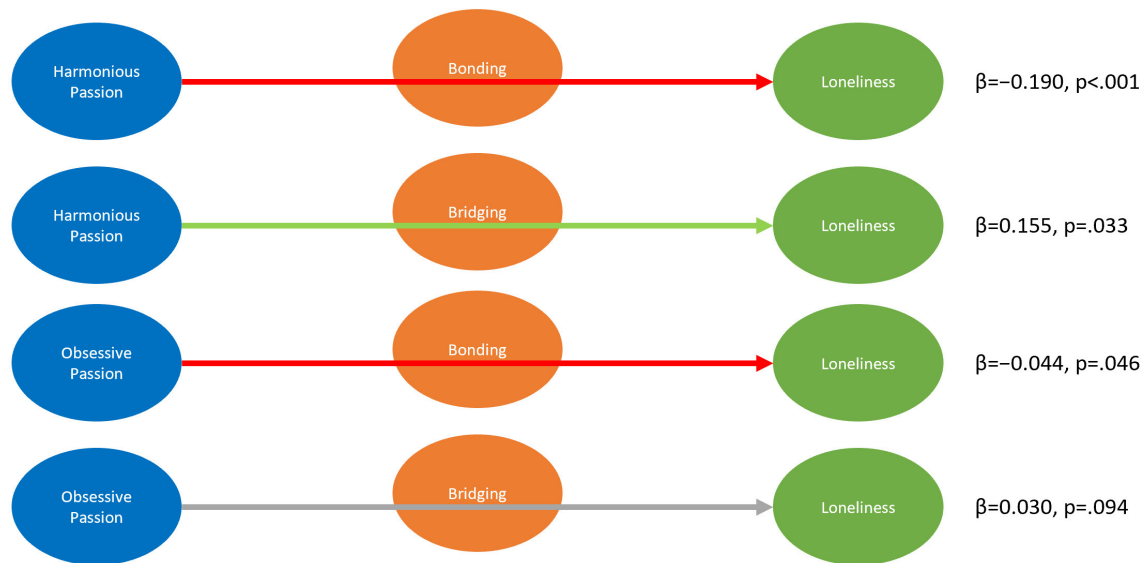 Harmonious
Passion
Bonding
Loneliness
β=−0.190, p<.001
Harmonious
Passion
Bridging
Loneliness
β=0.155, p=.033
Obsessive
Passion
Bonding
Loneliness
β=−0.044, p=.046
Obsessive
Passion
Bridging
Loneliness
β=0.030, p=.094